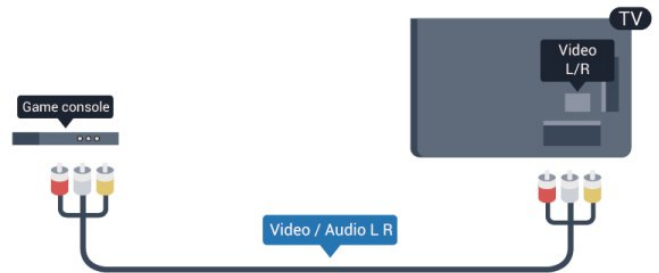 TV
Video
L/R
Game console
Video / Audio L R